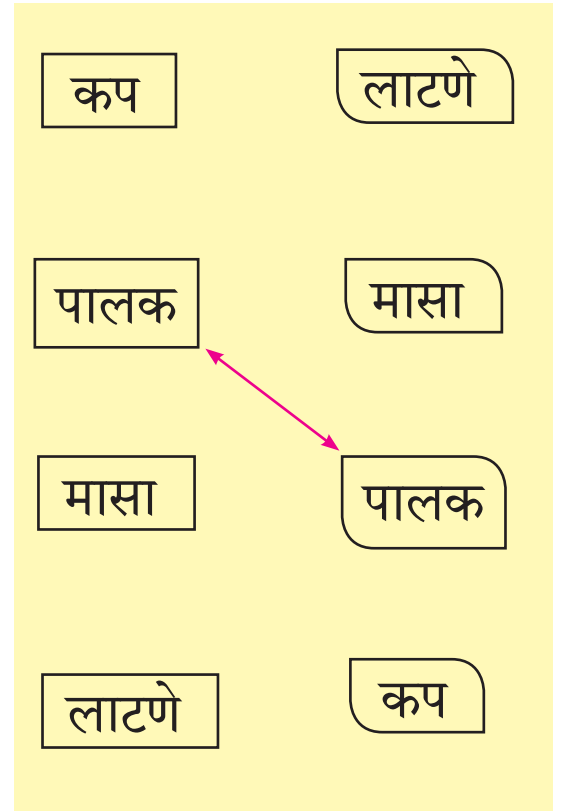 कप
लाटणे
पालक
मासा
मासा
पालक
लाटणे
कप